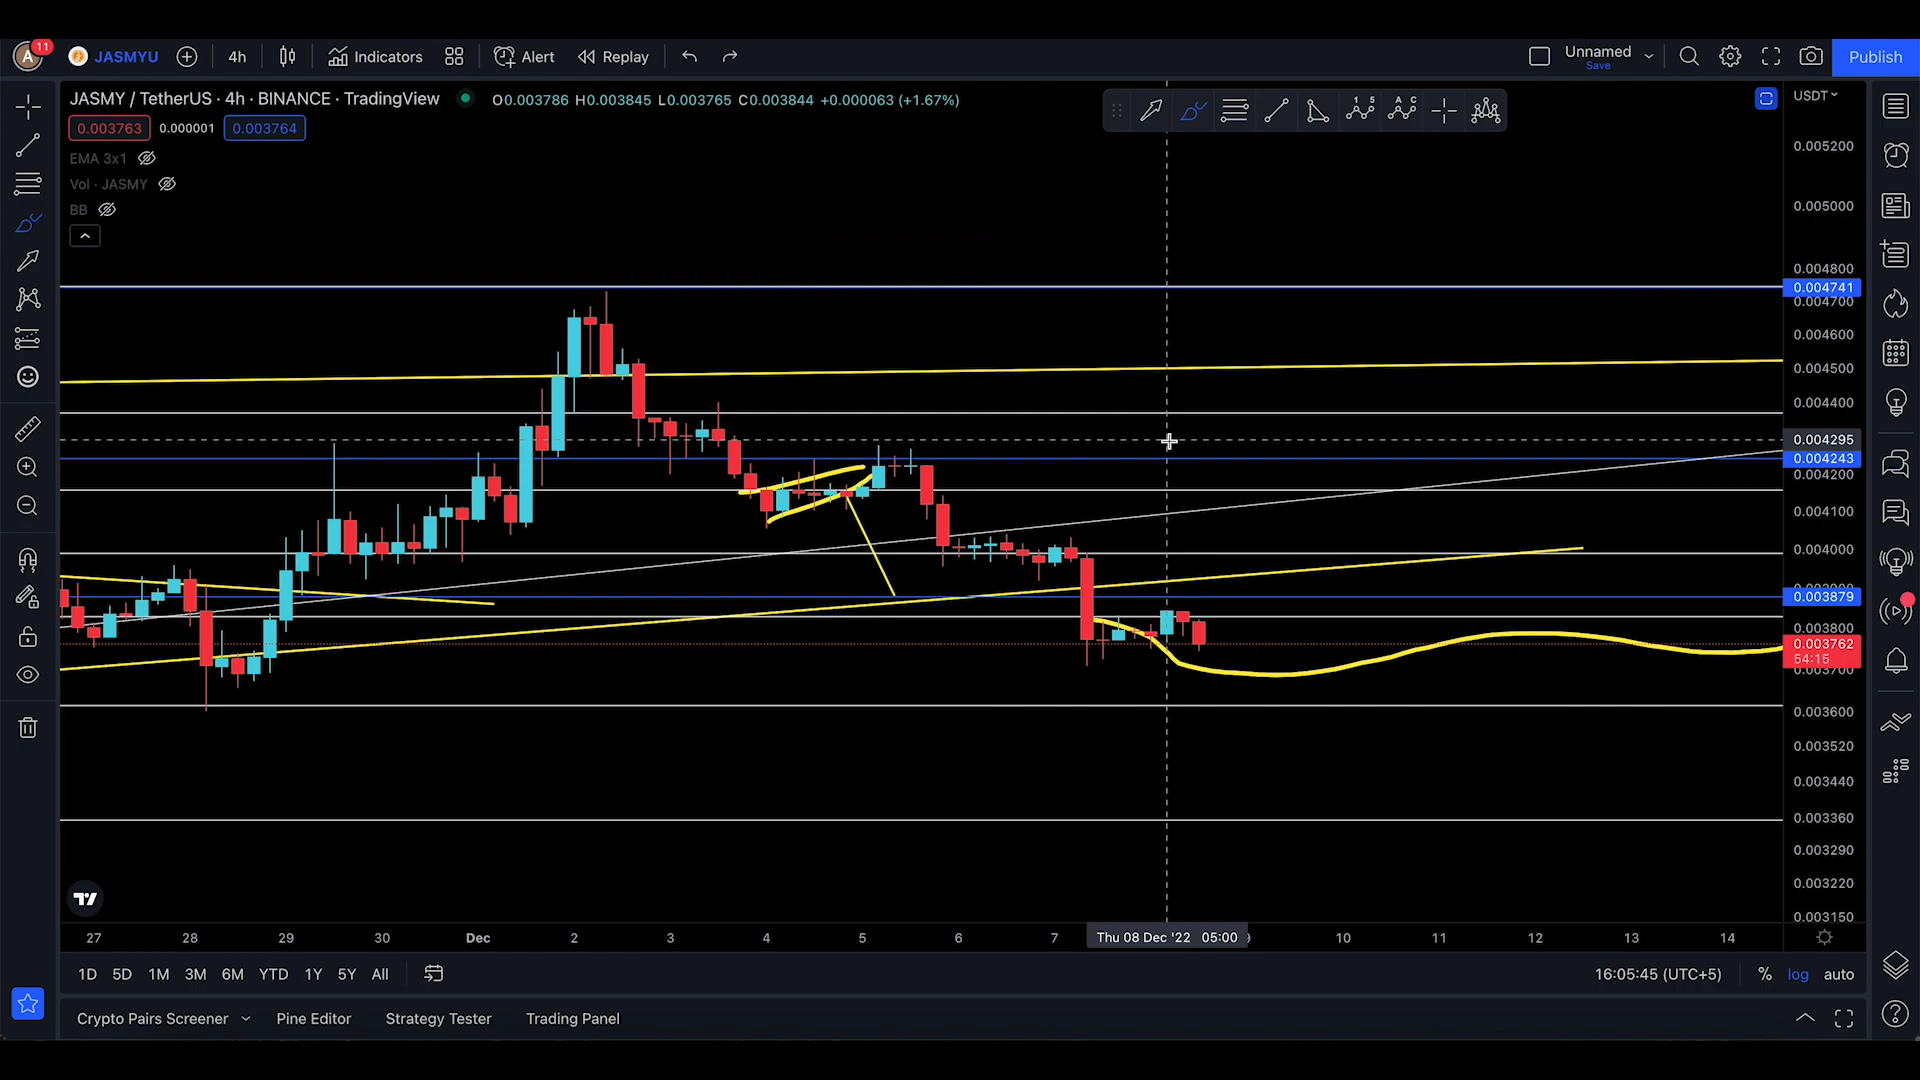 A 11 JASMYU 4h Indicators Alert Replay Unnamed Save Publish
JASMY / TetherUS · 4h · BINANCE · TradingView O0.003786 H0.003845 L0.003765 C0.003844 +0.000063 (+1.67%) USDT
0.003763 0.000001 0.003764
EMA 3x1
Vol · JASMY
BB
1 5
A C
0.005200
0.005000
0.004800
0.004741
0.004700
0.004600
0.004500
0.004400
0.004295
0.004243
0.004200
0.004100
0.004000
0.003879
0.003800
0.003762
54:15
0.003700
0.003600
0.003520
0.003440
0.003360
0.003290
0.003220
0.003150
27 28 29 30 Dec 2 3 4 5 6 7 Thu 08 Dec '22 05:00 10 11 12 13 14
1D 5D 1M 3M 6M YTD 1Y 5Y All 16:05:45 (UTC+5) % log auto
Crypto Pairs Screener Pine Editor Strategy Tester Trading Panel